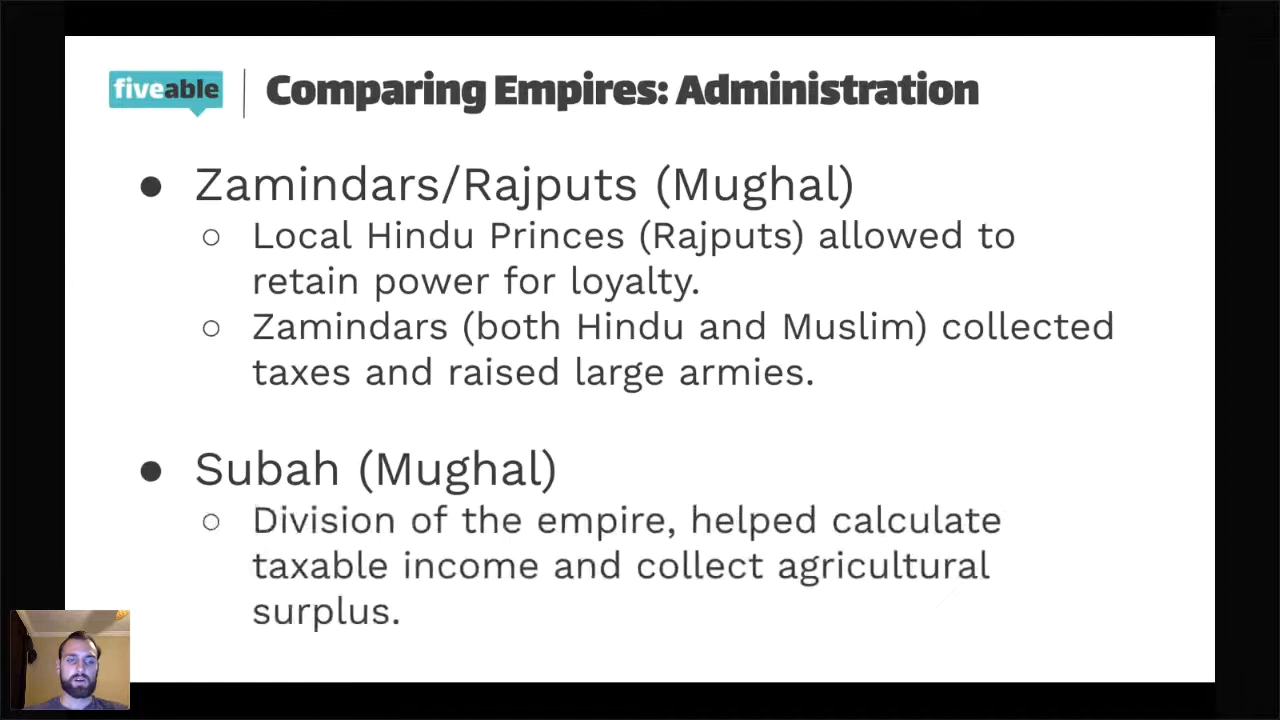 fiveable
Comparing Empires: Administration
● Zamindars/Rajputs (Mughal)
○ Local Hindu Princes (Rajputs) allowed to
retain power for loyalty.
○ Zamindars (both Hindu and Muslim) collected
taxes and raised large armies.
● Subah (Mughal)
○ Division of the empire, helped calculate
taxable income and collect agricultural
surplus.